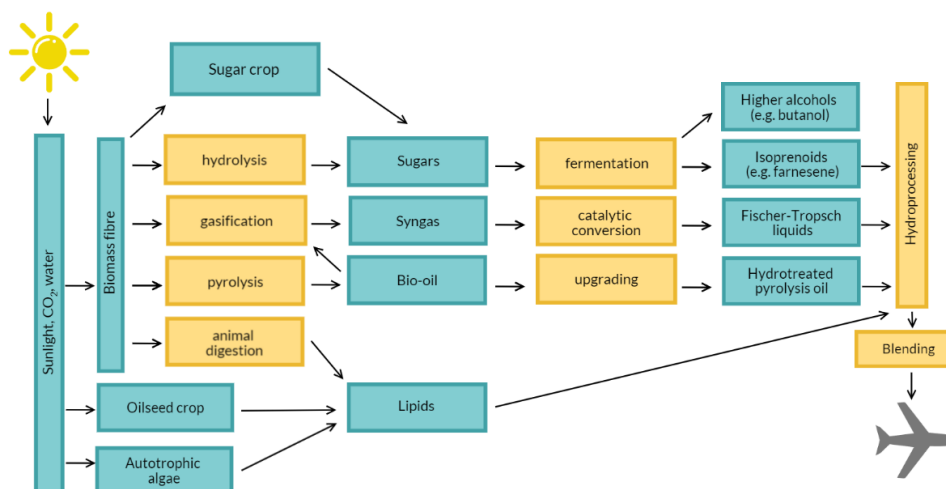 Sugar crop
Higher alcohols
(e.g. butanol)
hydrolysis
Sugars
fermentation
Isoprenoids
(e.g. farnesene)
Hydroprocessing
Sunlight, CO₂, water
Biomass fibre
gasification
Syngas
catalytic
conversion
Fischer-Tropsch
liquids
pyrolysis
Bio-oil
upgrading
Hydrotreated
pyrolysis oil
animal
digestion
Blending
Oilseed crop
Lipids
Autotrophic
algae